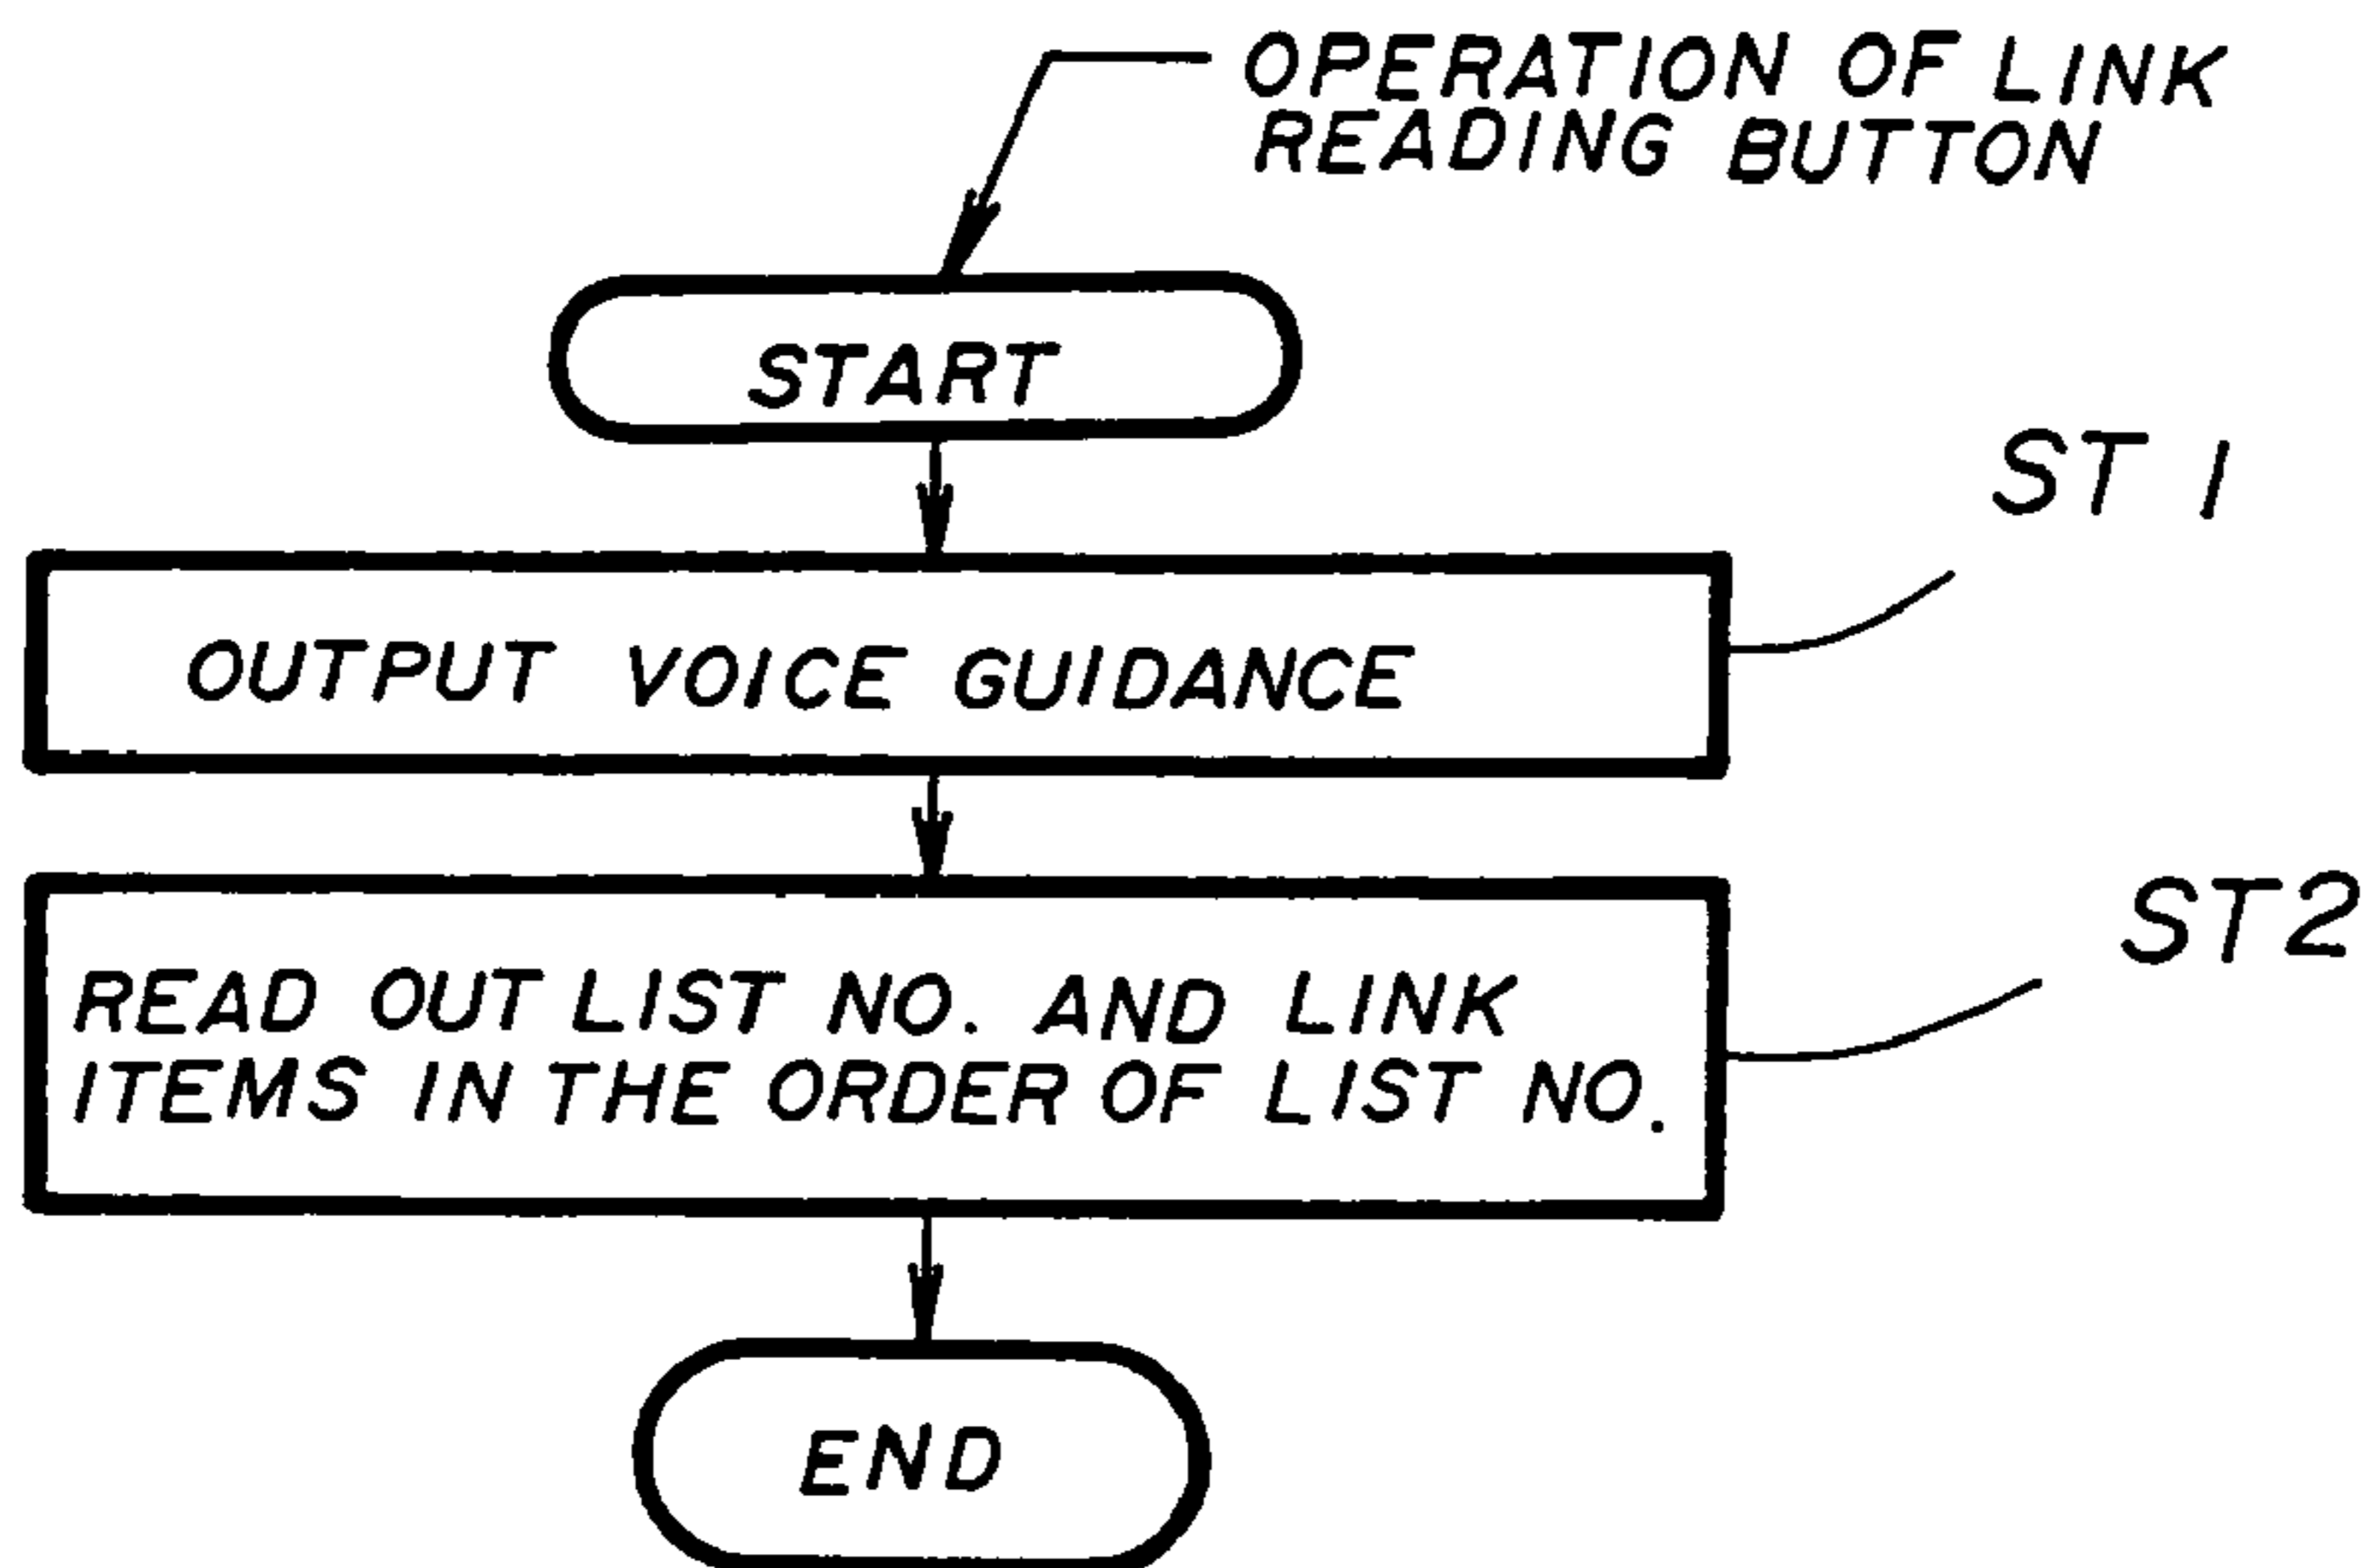 OPERATION OF LINK
READING BUTTON
START
ST 1
OUTPUT VOICE GUIDANCE
ST2
READ OUT LIST NO. AND LINK
ITEMS IN THE ORDER OF LIST NO.
END